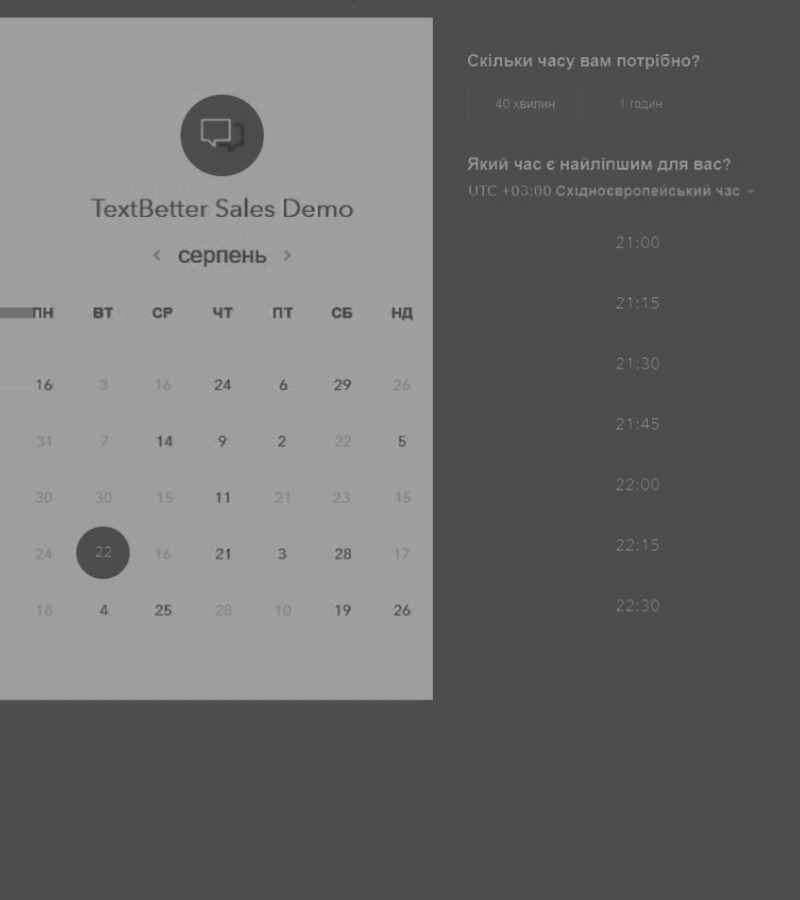 TextBetter Sales Demo
серпень
ПН ВТ СР ЧТ ПТ СБ НД
16 3 16 24 6 29 26
31 7 14 9 2 22 5
30 30 15 11 21 23 15
24 22 16 21 3 28 17
18 4 25 28 10 19 26
Скільки часу вам потрібно?
40 хвилин 1 годин
Який час є найліпшим для вас?
UTC +03:00 Східноєвропейський час
21:00
21:15
21:30
21:45
22:00
22:15
22:30